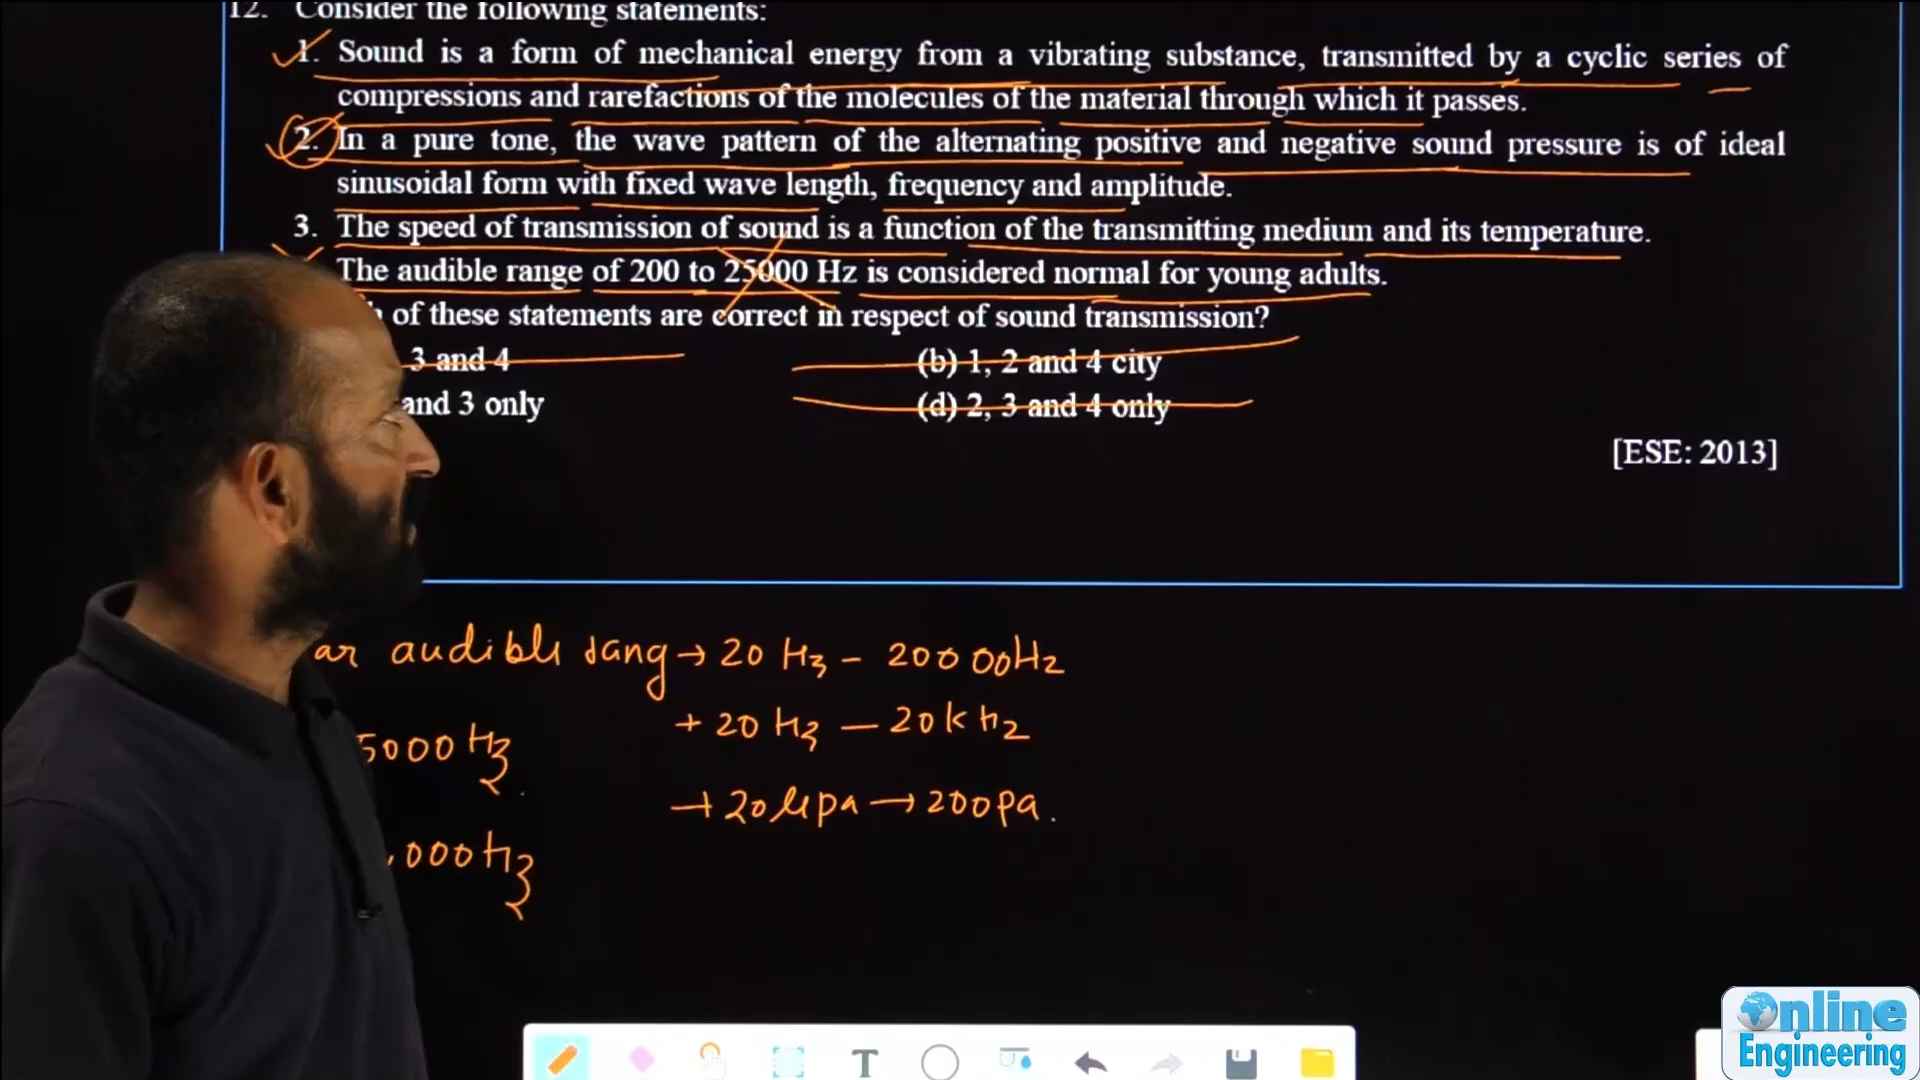 12. Consider the following statements:
1. Sound is a form of mechanical energy from a vibrating substance, transmitted by a cyclic series of
compressions and rarefactions of the molecules of the material through which it passes.
2. In a pure tone, the wave pattern of the alternating positive and negative sound pressure is of ideal
sinusoidal form with fixed wave length, frequency and amplitude.
3. The speed of transmission of sound is a function of the transmitting medium and its temperature.
The audible range of 200 to 25000 Hz is considered normal for young adults.
of these statements are correct in respect of sound transmission?
3 and 4
(b) 1, 2 and 4 city
and 3 only
(d) 2, 3 and 4 only
[ESE: 2013]
ar audible rang → 20 Hz - 20000Hz
5000 Hz
→ 20 Hz - 20k hz
→ 20 μpa → 200pa.
000 Hz
T
Online
Engineering